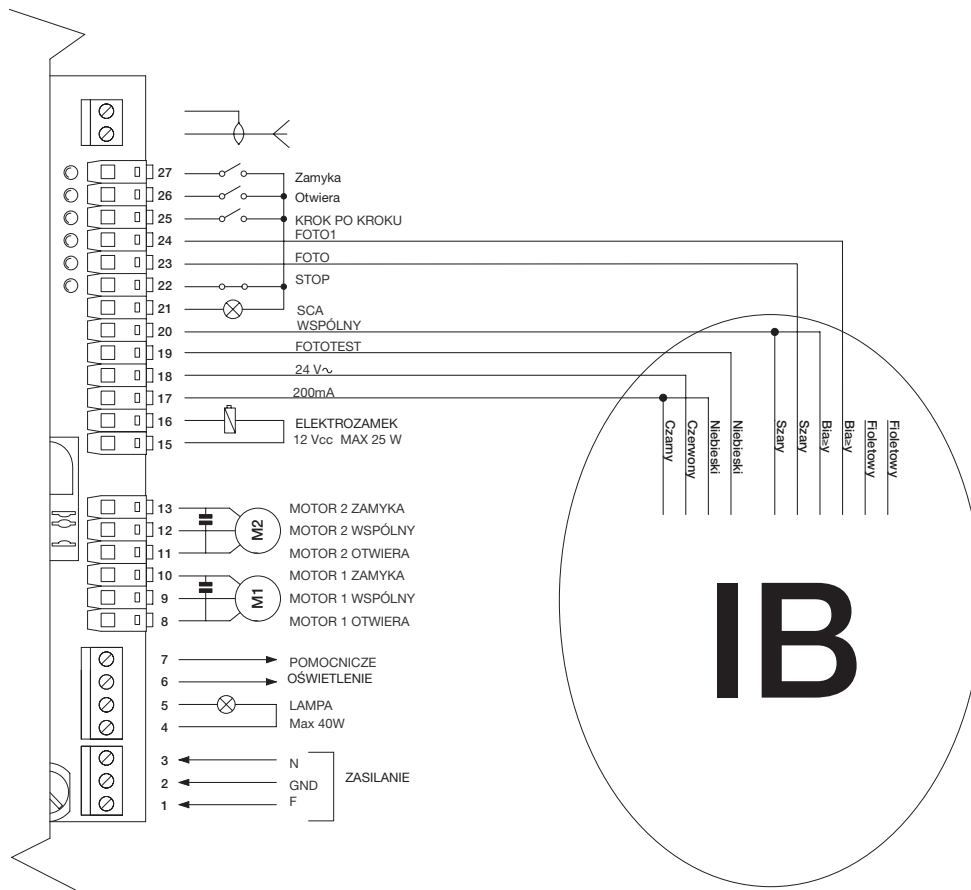 27
Zamyka
26
Otwiera
25
KROK PO KROKU
24
FOTO1
23
FOTO
22
STOP
21
SCA
20
WSPÓLNY
19
FOTOTEST
18
24 V~
17
200mA
16
ELEKTROZAMEK
15
12 Vcc MAX 25 W
Czarny
Czerwony
Niebieski
Niebieski
Szary
Szary
Bia≥y
Bia≥y
Fioletowy
Fioletowy
13
MOTOR 2 ZAMYKA
12
M2
MOTOR 2 WSPÓLNY
11
MOTOR 2 OTWIERA
10
MOTOR 1 ZAMYKA
9
M1
MOTOR 1 WSPÓLNY
8
MOTOR 1 OTWIERA
IB
7
POMOCNICZE
6
OŚWIETLENIE
5
LAMPA
4
Max 40W
3
N
2
GND
ZASILANIE
1
F